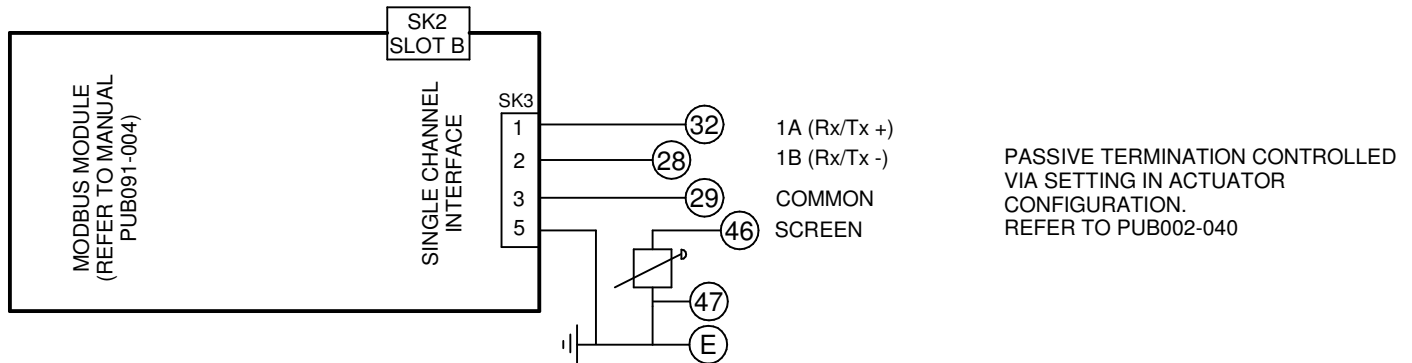 SK2
SLOT B
MODBUS MODULE
(REFER TO MANUAL
PUB091-004)
SINGLE CHANNEL
INTERFACE
SK3
1
32
1A (Rx/Tx +)
2
28
1B (Rx/Tx -)
3
29
COMMON
5
46
SCREEN
47
E
PASSIVE TERMINATION CONTROLLED
VIA SETTING IN ACTUATOR
CONFIGURATION.
REFER TO PUB002-040